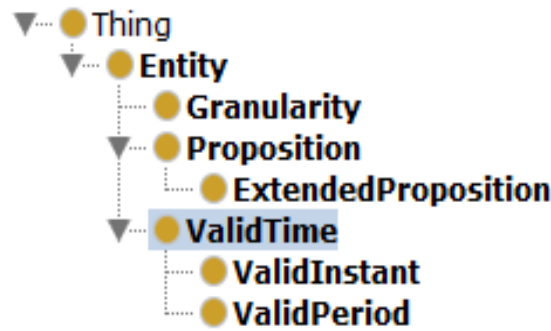 Thing
Entity
Granularity
Proposition
ExtendedProposition
ValidTime
ValidInstant
ValidPeriod